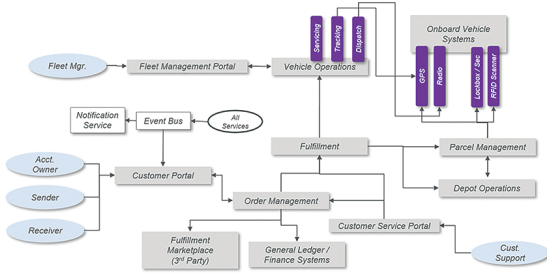 Servicing
Tracking
Dispatch
Onboard Vehicle
Systems
GPS
Radio
Lockbox / Sec
RFID Scanner
Fleet Mgr.
Fleet Management Portal
Vehicle Operations
Notification
Service
Event Bus
All
Services
Fulfillment
Parcel Management
Acct.
Owner
Customer Portal
Depot Operations
Sender
Order Management
Receiver
Customer Service Portal
Fulfillment
Marketplace
(3rd Party)
General Ledger /
Finance Systems
Cust.
Support